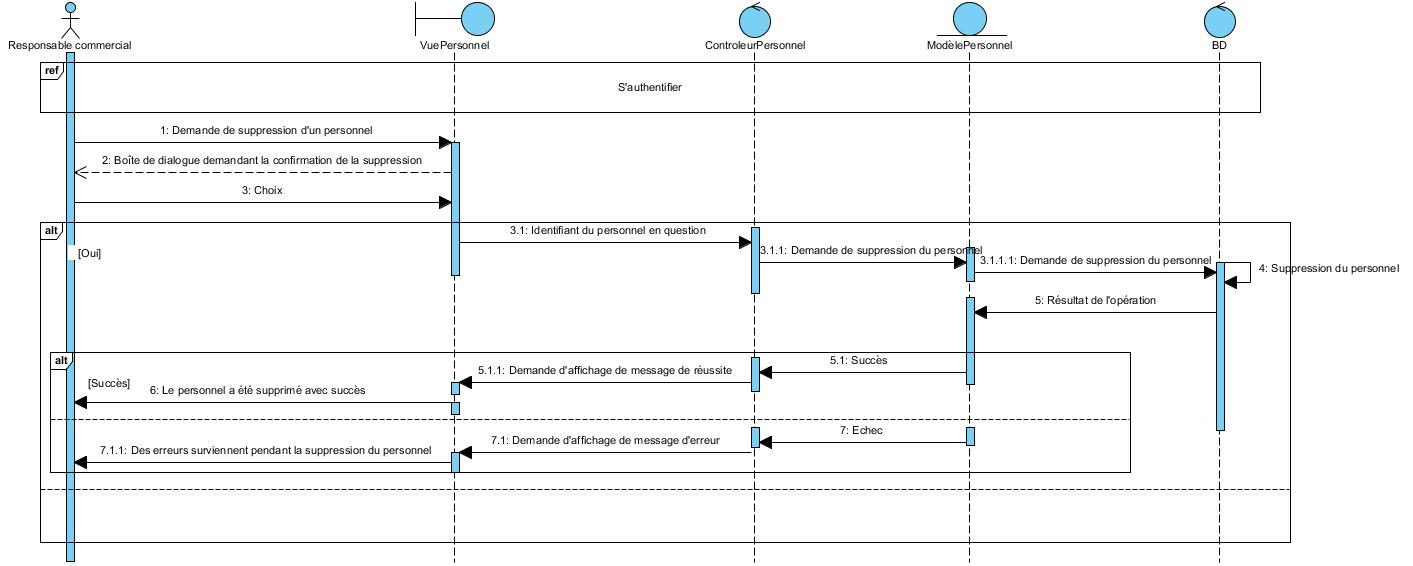 Responsable commercial
VuePersonnel
ControleurPersonnel
ModèlePersonnel
BD
ref
S'authentifier
1: Demande de suppression d'un personnel
2: Boîte de dialogue demandant la confirmation de la suppression
3: Choix
alt
[Oui]
3.1: Identifiant du personnel en question
3.1.1: Demande de suppression du personnel
3.1.1.1: Demande de suppression du personnel
4: Suppression du personnel
5: Résultat de l'opération
alt
[Succès]
5.1: Succès
5.1.1: Demande d'affichage de message de réussite
6: Le personnel a été supprimé avec succès
7: Echec
7.1: Demande d'affichage de message d'erreur
7.1.1: Des erreurs surviennent pendant la suppression du personnel